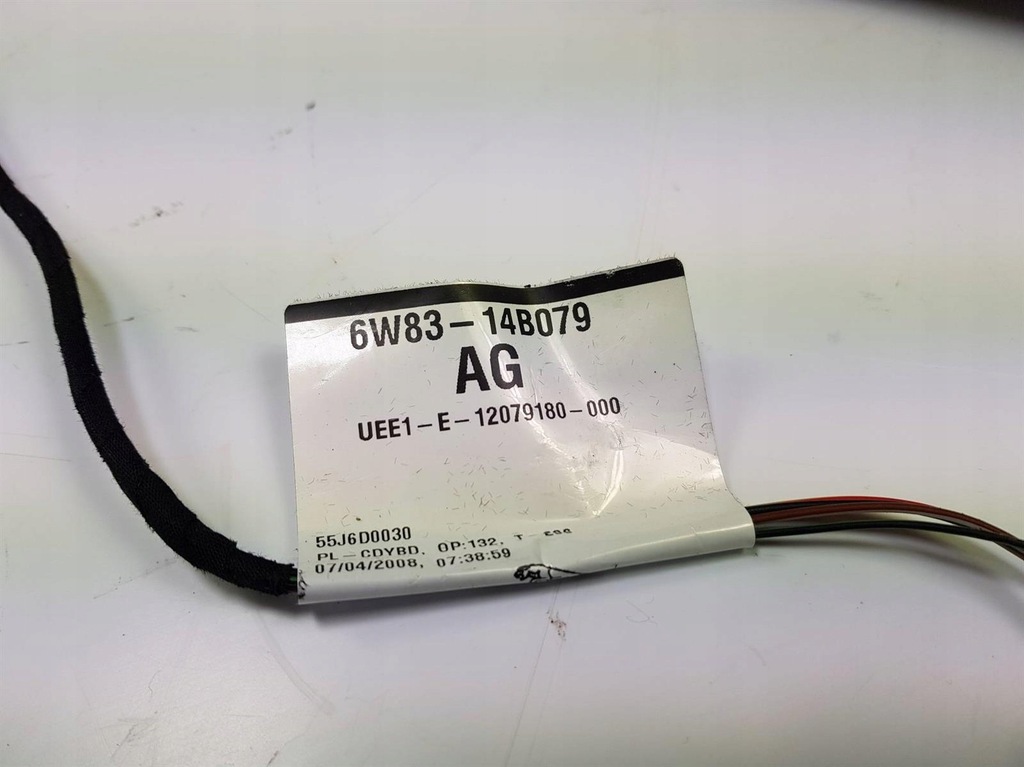 6W83-14B079
AG
UEE1-E-12079180-000
55J6D0030
PL-CDYBD, OP:132,
07/04/2008, 07:38:59